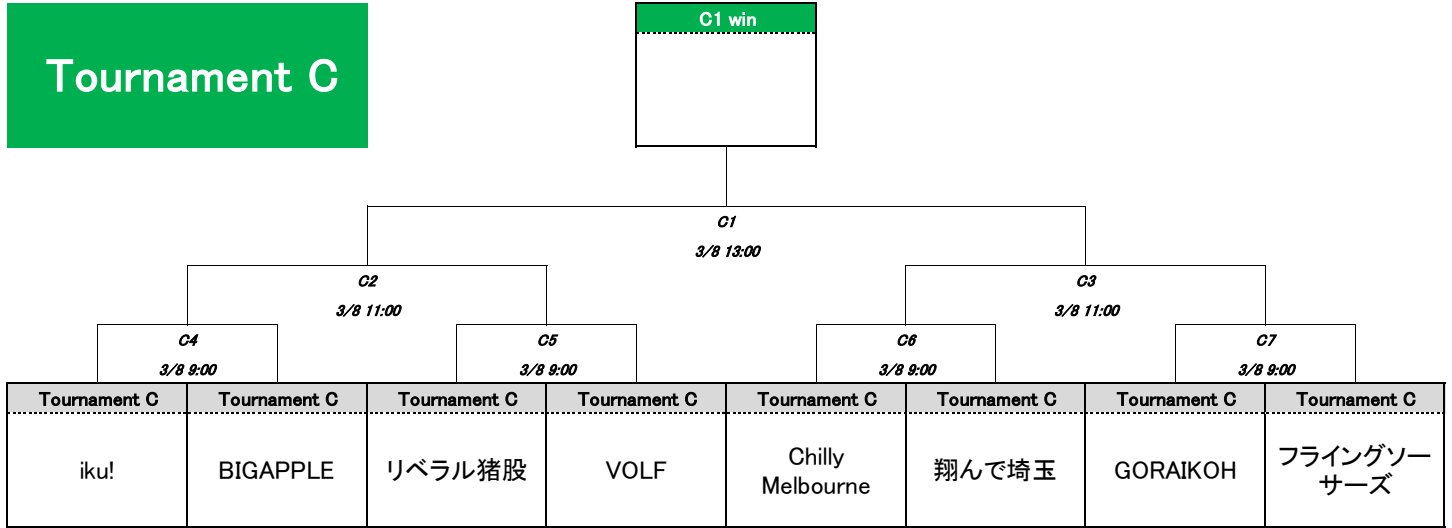 Tournament C
C1 win
C1
3/8 13:00
C2
3/8 11:00
C3
3/8 11:00
C4
3/8 9:00
C5
3/8 9:00
C6
3/8 9:00
C7
3/8 9:00
Tournament C
Tournament C
Tournament C
Tournament C
Tournament C
Tournament C
Tournament C
Tournament C
iku!
BIGAPPLE
リベラル猪股
VOLF
Chilly
Melbourne
翔んで埼玉
GORAIKOH
フライングソー
サーズ